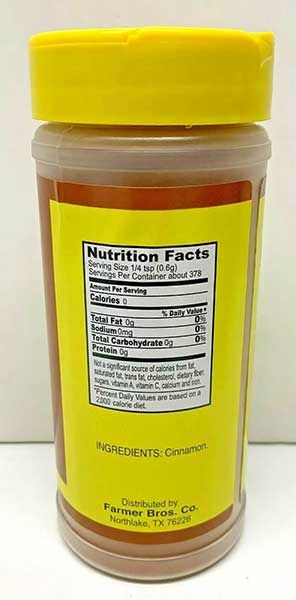 Nutrition Facts
Serving Size 1/4 tsp (0.6g)
Servings Per Container about 378
Amount Per Serving
Calories 0
% Daily Value*
Total Fat 0g 0%
Sodium 0mg 0%
Total Carbohydrate 0g 0%
Protein 0g
Not a significant source of calories from fat,
saturated fat, trans fat, cholesterol, dietary fiber,
sugars, vitamin A, vitamin C, calcium and iron.
*Percent Daily Values are based on a
2,000 calorie diet.
INGREDIENTS: Cinnamon.
Distributed by
Farmer Bros. Co.
Northlake, TX 76226